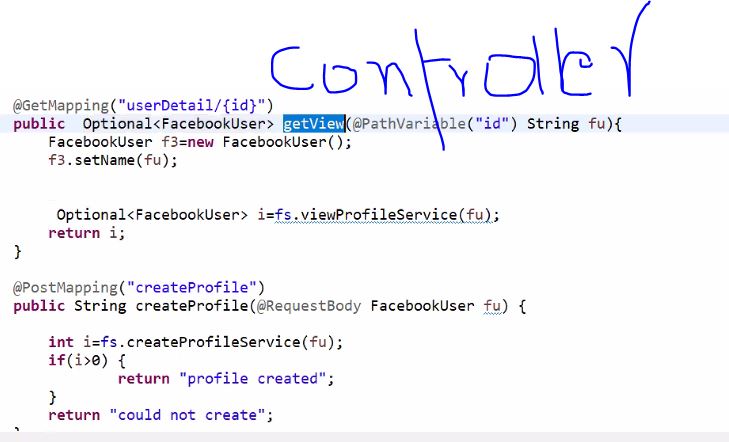 controller
@GetMapping("userDetail/{id}")
public  Optional<FacebookUser> getView(@PathVariable("id") String fu){
    FacebookUser f3=new FacebookUser();
    f3.setName(fu);
     Optional<FacebookUser> i=fs.viewProfileService(fu);
    return i;
}
@PostMapping("createProfile")
public String createProfile(@RequestBody FacebookUser fu) {
    int i=fs.createProfileService(fu);
    if(i>0) {
            return "profile created";
    }
    return "could not create";